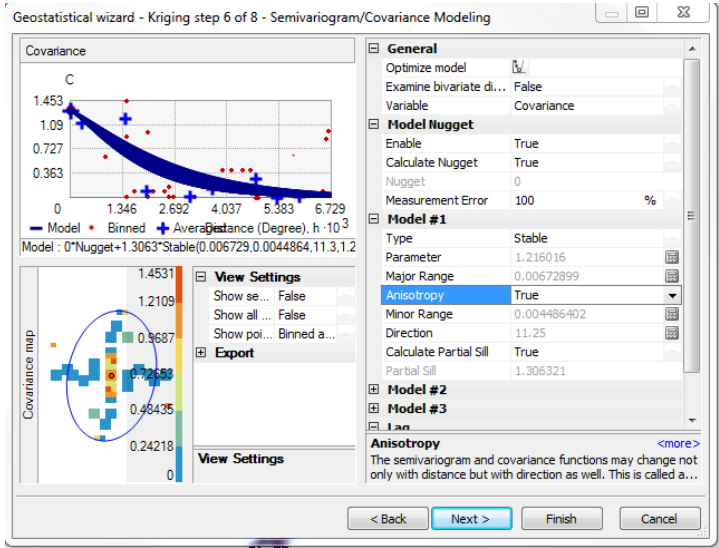 Geostatistical wizard - Kriging step 6 of 8 - Semivariogram/Covariance Modeling
Covariance
C
1.453
1.09
0.727
0.363
0 1.346 2.692 4.037 5.383 6.729
Model Binned Average Distance (Degree), h ·10 3
Model : 0*Nugget+1.3063*Stable(0.006729,0.0044864,11.3,1.2
Covariance map
1.4531
1.2109
0.9687
0.72653
0.48435
0.24218
0
View Settings
Show se... False
Show all ... False
Show poi... Binned a...
Export
View Settings
General
Optimize model
Examine bivariate di... False
Variable Covariance
Model Nugget
Enable True
Calculate Nugget True
Nugget 0
Measurement Error 100 %
Model #1
Type Stable
Parameter 1.216016
Major Range 0.00672899
Anisotropy True
Minor Range 0.004486402
Direction 11.25
Calculate Partial Sill True
Partial Sill 1.306321
Model #2
Model #3
Lag
Anisotropy <more>
The semivariogram and covariance functions may change not
only with distance but with direction as well. This is called a...
< Back Next > Finish Cancel